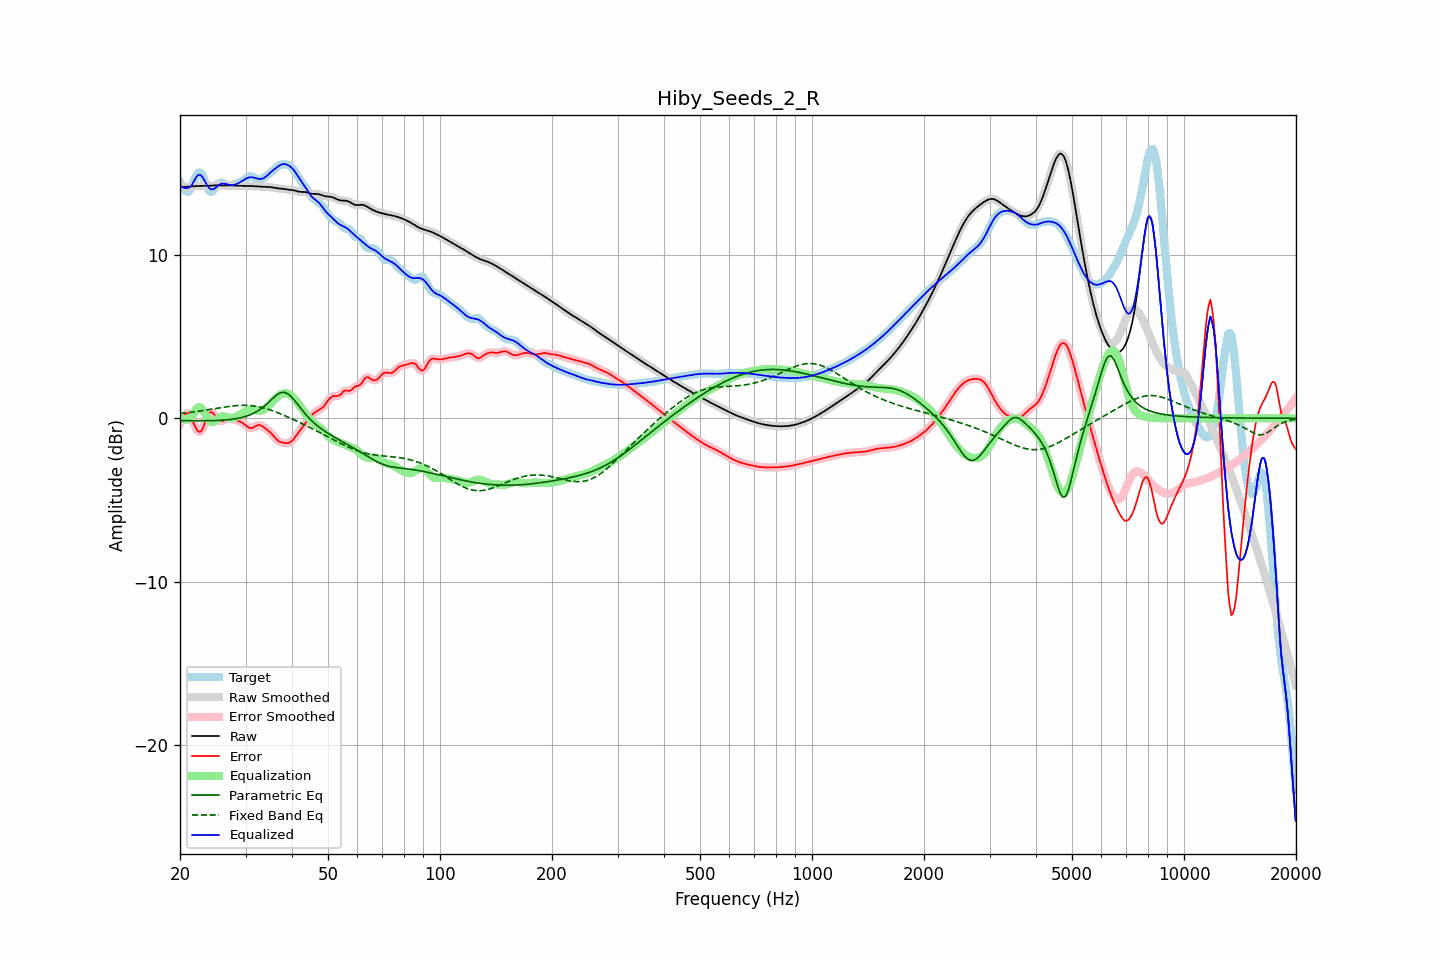 Hiby_Seeds_2_R
10
0
−10
−20
Amplitude (dBr)
Target
Raw Smoothed
Error Smoothed
Raw
Error
Equalization
Parametric Eq
Fixed Band Eq
Equalized
20 50 100 200 500 1000 2000 5000 10000 20000
Frequency (Hz)